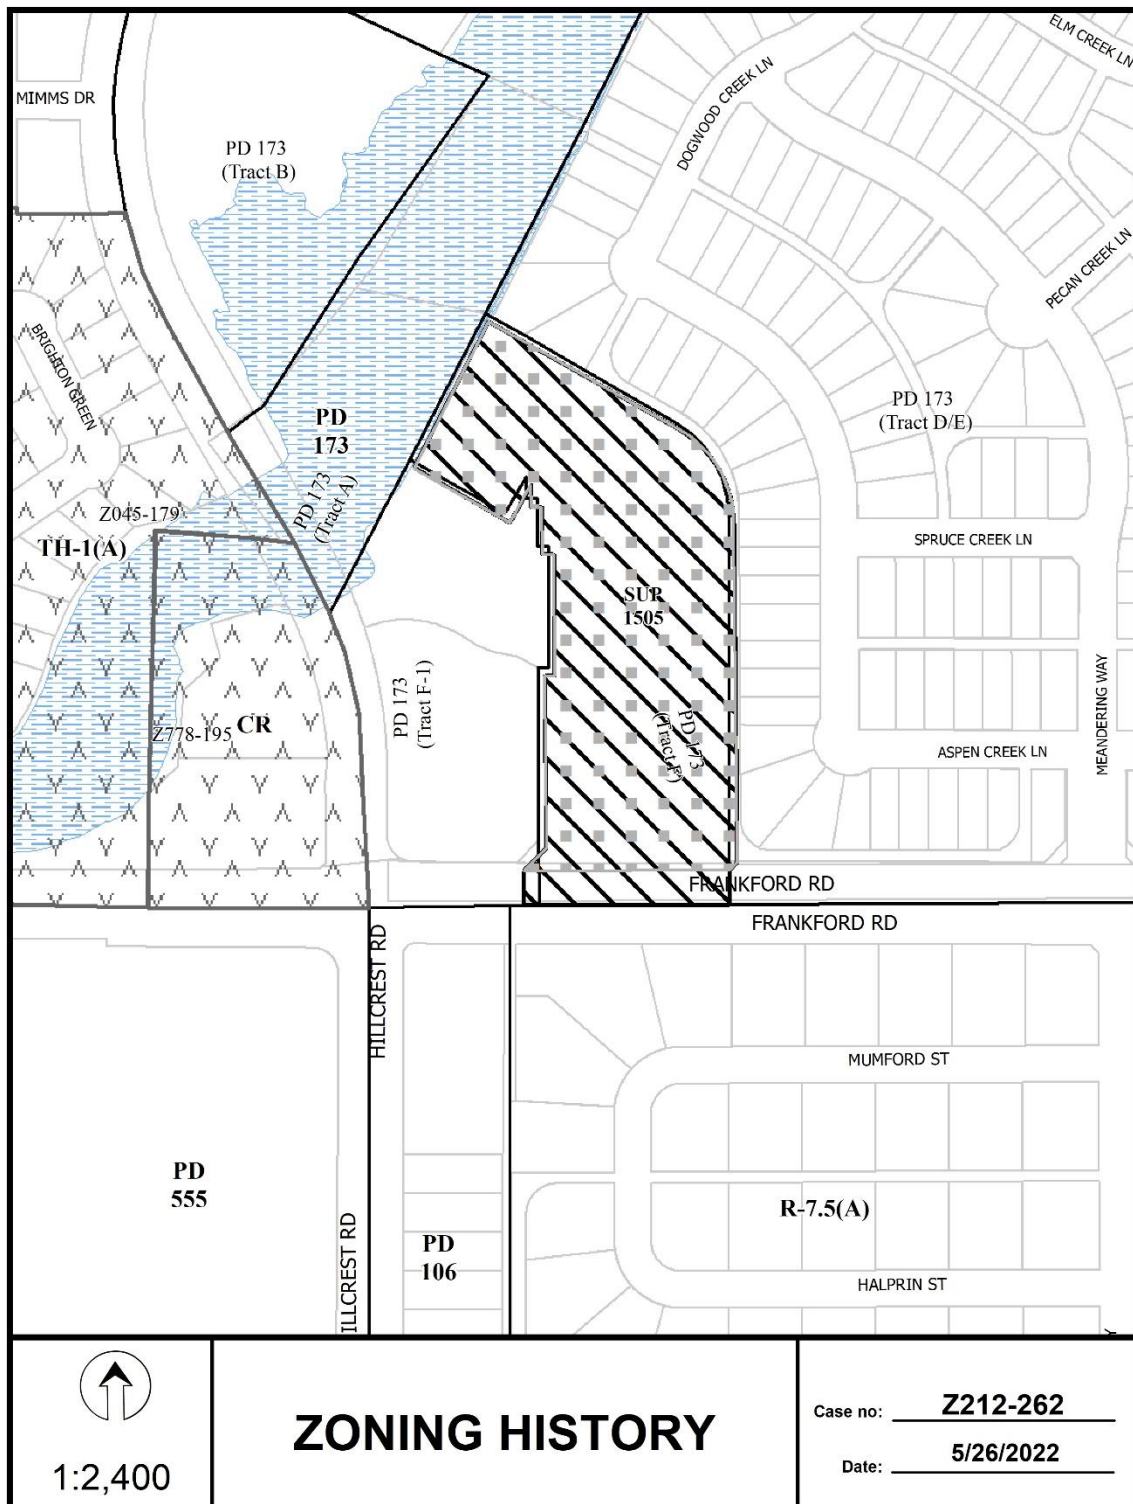 ELM CREEK LN
MIMMS DR
DOGWOOD CREEK LN
PD 173
(Tract B)
PECAN CREEK LN
BRIGHTON GREEN
PD
173
PD 173
(Tract D/E)
PD 173
(Tract A)
Z045-179
TH-1(A)
SPRUCE CREEK LN
SUP
1505
PD 173
(Tract F-1)
PD 173
(Tract F)
MEANDERING WAY
Z778-195
CR
ASPEN CREEK LN
FRANKFORD RD
FRANKFORD RD
HILLCREST RD
MUMFORD ST
PD
555
R-7.5(A)
PD
106
ILLCREST RD
HALPRIN ST
Y
1:2,400
ZONING HISTORY
Case no: Z212-262
Date: 5/26/2022